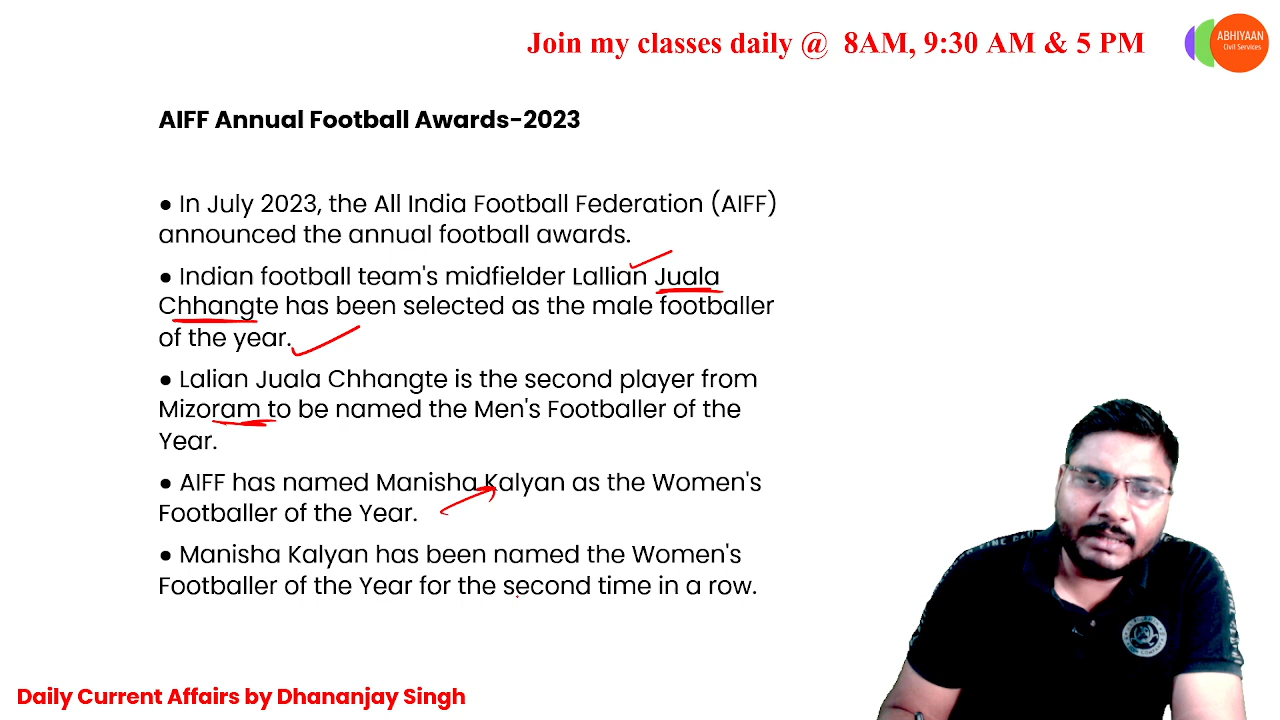 Join my classes daily @ 8AM, 9:30 AM & 5 PM
ABHIYAAN
Civil Services
AIFF Annual Football Awards-2023
● In July 2023, the All India Football Federation (AIFF)
announced the annual football awards.
● Indian football team's midfielder Lallian Juala
Chhangte has been selected as the male footballer
of the year.
● Lalian Juala Chhangte is the second player from
Mizoram to be named the Men's Footballer of the
Year.
● AIFF has named Manisha Kalyan as the Women's
Footballer of the Year.
● Manisha Kalyan has been named the Women's
Footballer of the Year for the second time in a row.
Daily Current Affairs by Dhananjay Singh